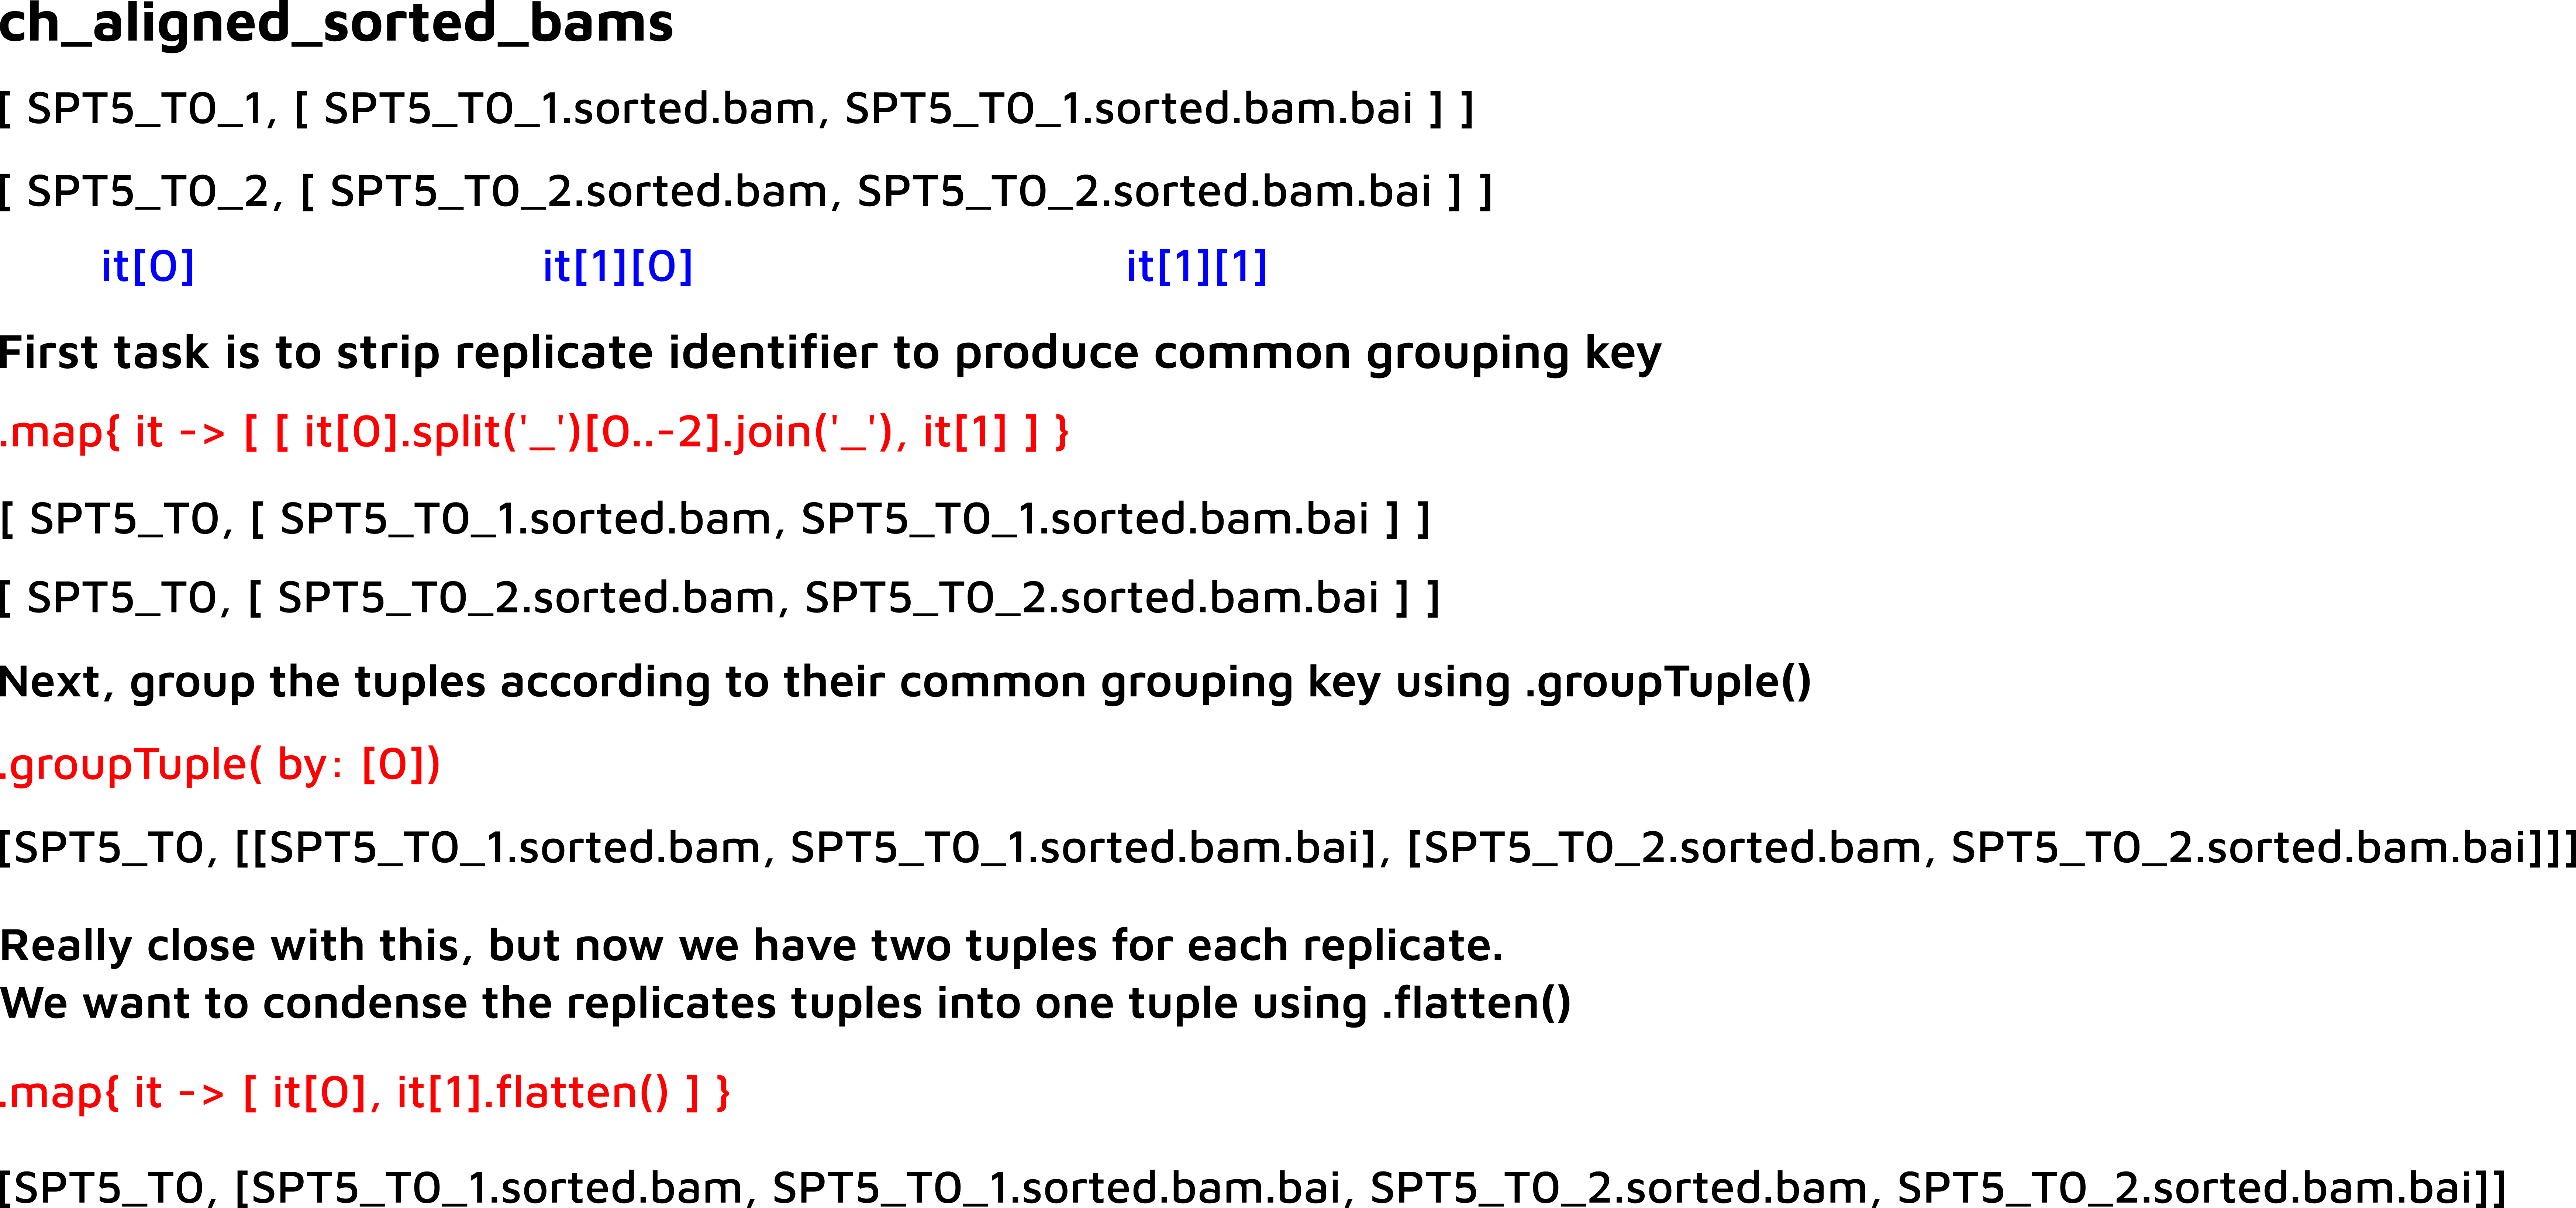 ch_aligned_sorted_bams
[ SPT5_T0_1, [ SPT5_T0_1.sorted.bam, SPT5_T0_1.sorted.bam.bai ] ]
[ SPT5_T0_2, [ SPT5_T0_2.sorted.bam, SPT5_T0_2.sorted.bam.bai ] ]
it[0] it[1][0] it[1][1]
First task is to strip replicate identifier to produce common grouping key
.map{ it -> [ [ it[0].split('_')[0..-2].join('_'), it[1] ] }
[ SPT5_T0, [ SPT5_T0_1.sorted.bam, SPT5_T0_1.sorted.bam.bai ] ]
[ SPT5_T0, [ SPT5_T0_2.sorted.bam, SPT5_T0_2.sorted.bam.bai ] ]
Next, group the tuples according to their common grouping key using .groupTuple()
.groupTuple( by: [0])
[SPT5_T0, [[SPT5_T0_1.sorted.bam, SPT5_T0_1.sorted.bam.bai], [SPT5_T0_2.sorted.bam, SPT5_T0_2.sorted.bam.bai]]]
Really close with this, but now we have two tuples for each replicate.
We want to condense the replicates tuples into one tuple using .flatten()
.map{ it -> [ it[0], it[1].flatten() ] }
[SPT5_T0, [SPT5_T0_1.sorted.bam, SPT5_T0_1.sorted.bam.bai, SPT5_T0_2.sorted.bam, SPT5_T0_2.sorted.bam.bai]]